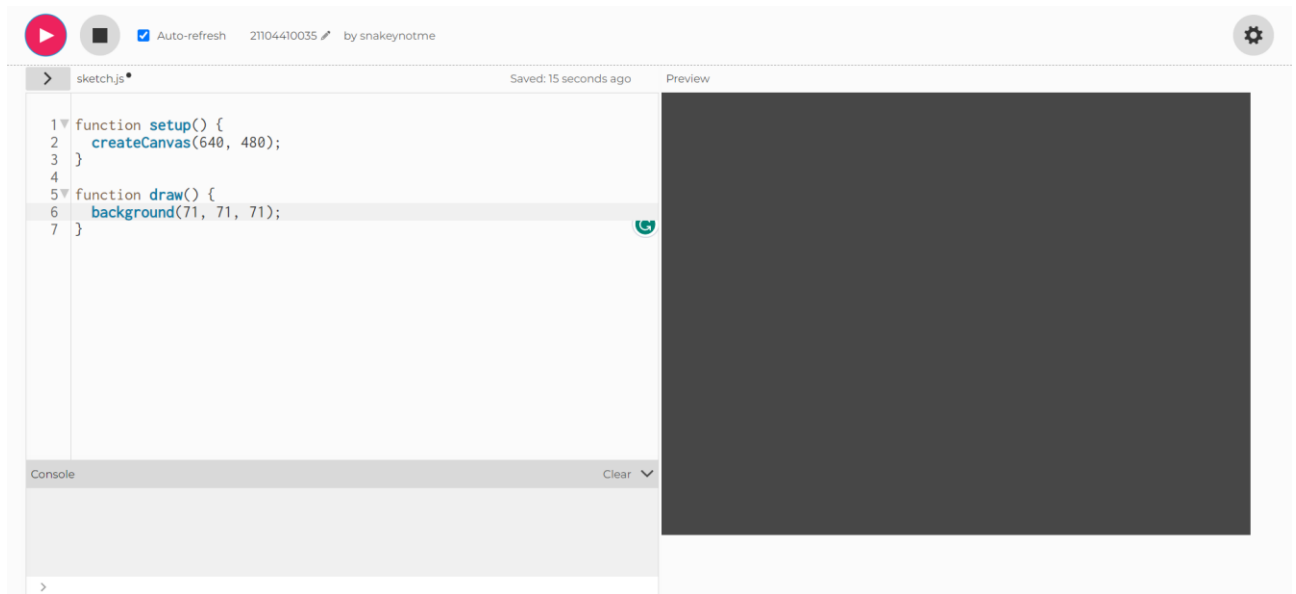 Auto-refresh 21104410035 by snakeynotme
> sketch.js• Saved: 15 seconds ago Preview
1 function setup() {
2 createCanvas(640, 480);
3 }
4
5 function draw() {
6 background(71, 71, 71);
7 }
Console Clear
>